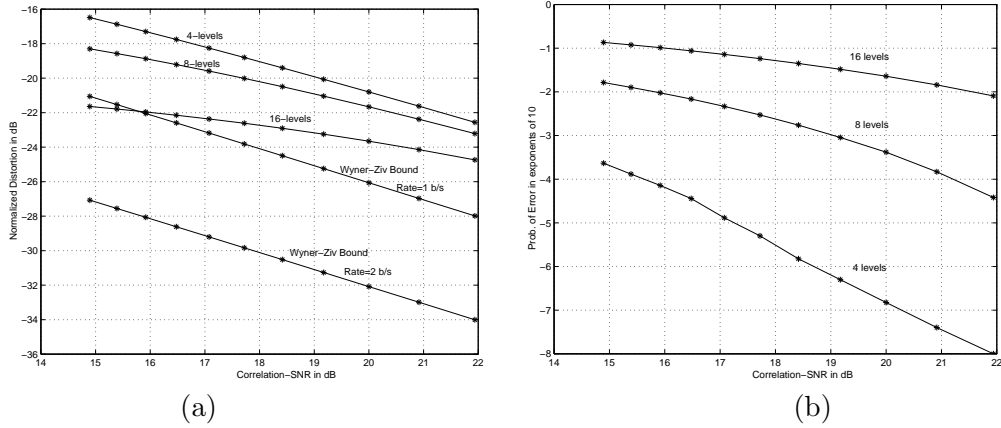 −16
−18
−20
−22
−24
−26
−28
−30
−32
−34
−36
Normalized Distortion in dB
4−levels
8−levels
16−levels
Wyner−Ziv Bound
Rate=1 b/s
Wyner−Ziv Bound
Rate=2 b/s
14 15 16 17 18 19 20 21 22
Correlation−SNR in dB
(a)
0
−1
−2
−3
−4
−5
−6
−7
−8
Prob. of Error in exponents of 10
16 levels
8 levels
4 levels
14 15 16 17 18 19 20 21 22
Correlation−SNR in dB
(b)